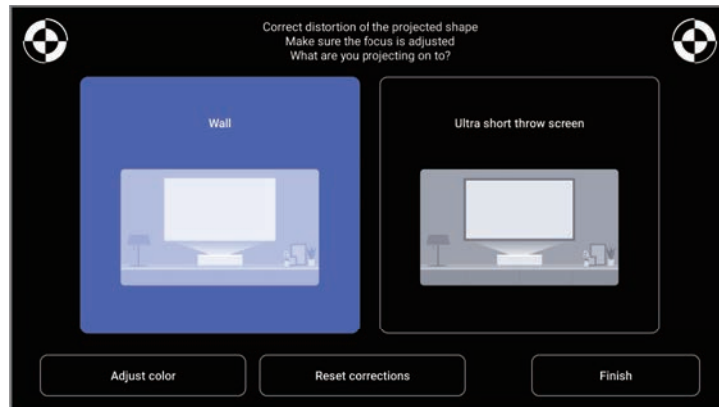 Correct distortion of the projected shape
Make sure the focus is adjusted
What are you projecting on to?
Wall
Ultra short throw screen
Adjust color
Reset corrections
Finish